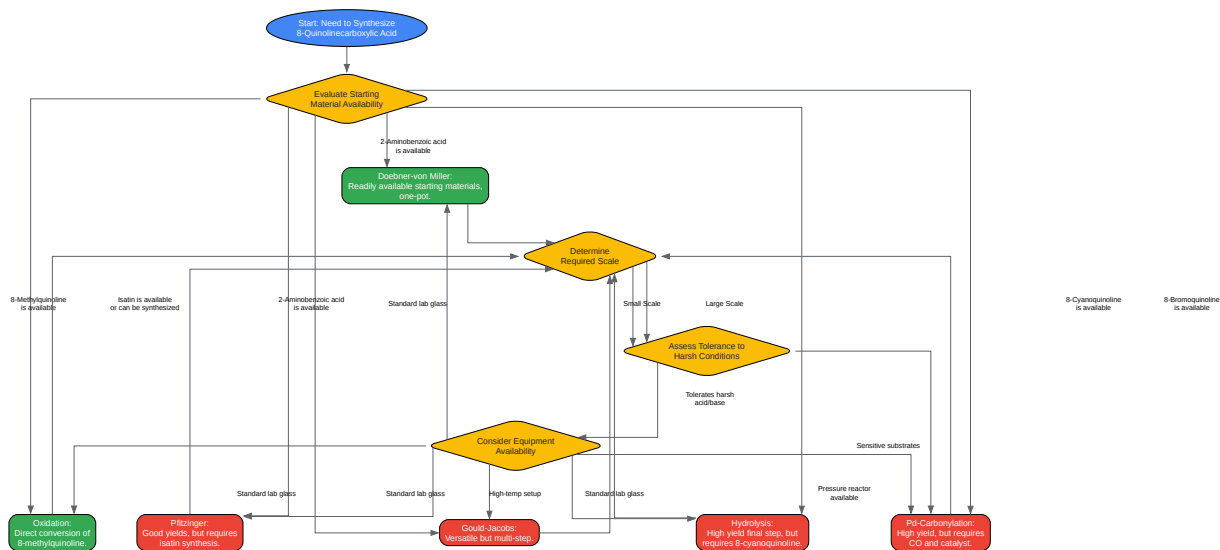 Start: Need to Synthesize
8-Quinolinecarboxylic Acid
Evaluate Starting
Material Availability
2-Aminobenzoic acid
is available
Doebner-von Miller:
Readily available starting materials,
one-pot.
Determine
Required Scale
8-Methylquinoline
is available
Isatin is available
or can be synthesized
2-Aminobenzoic acid
is available
Standard lab glass
Small Scale
Large Scale
8-Cyanoquinoline
is available
8-Bromoquinoline
is available
Assess Tolerance to
Harsh Conditions
Tolerates harsh
acid/base
Consider Equipment
Availability
Sensitive substrates
Standard lab glass
Standard lab glass
High-temp setup
Standard lab glass
Pressure reactor
available
Oxidation:
Direct conversion of
8-methylquinoline.
Pfitzinger:
Good yields, but requires
isatin synthesis.
Gould-Jacobs:
Versatile but multi-step.
Hydrolysis:
High yield final step, but
requires 8-cyanoquinoline.
Pd-Carbonylation:
High yield, but requires
CO and catalyst.